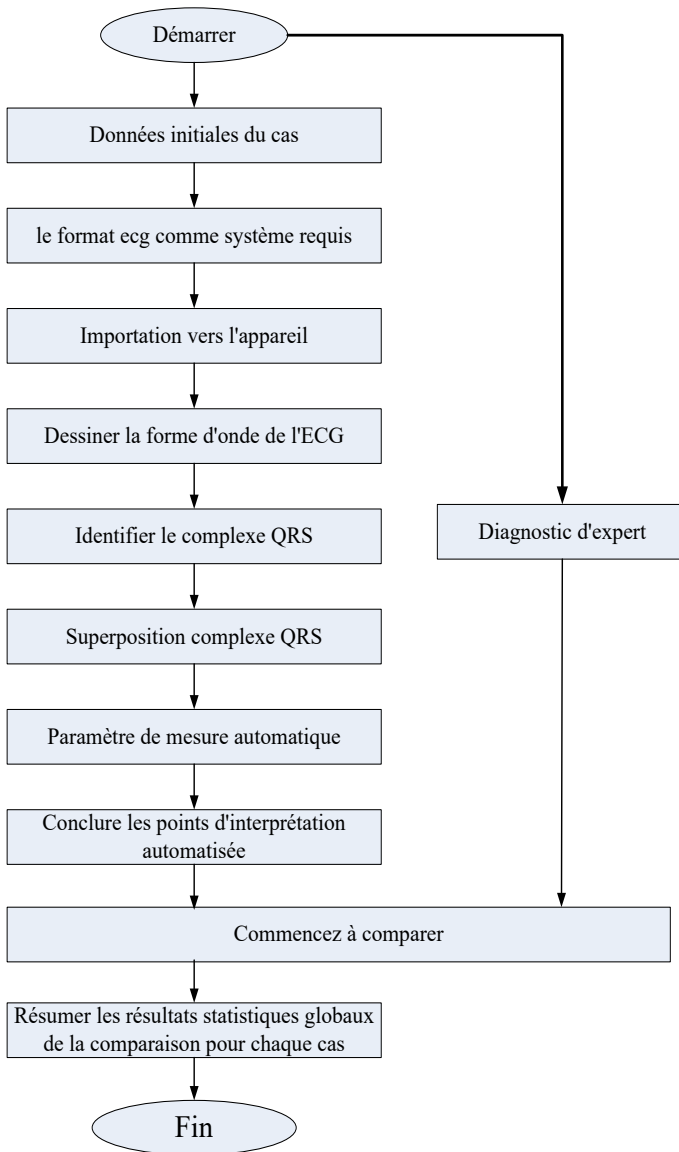 Démarrer
Données initiales du cas
le format ecg comme système requis
Importation vers l'appareil
Dessiner la forme d'onde de l'ECG
Identifier le complexe QRS
Diagnostic d'expert
Superposition complexe QRS
Paramètre de mesure automatique
Conclure les points d'interprétation
automatisée
Commencez à comparer
Résumer les résultats statistiques globaux
de la comparaison pour chaque cas
Fin